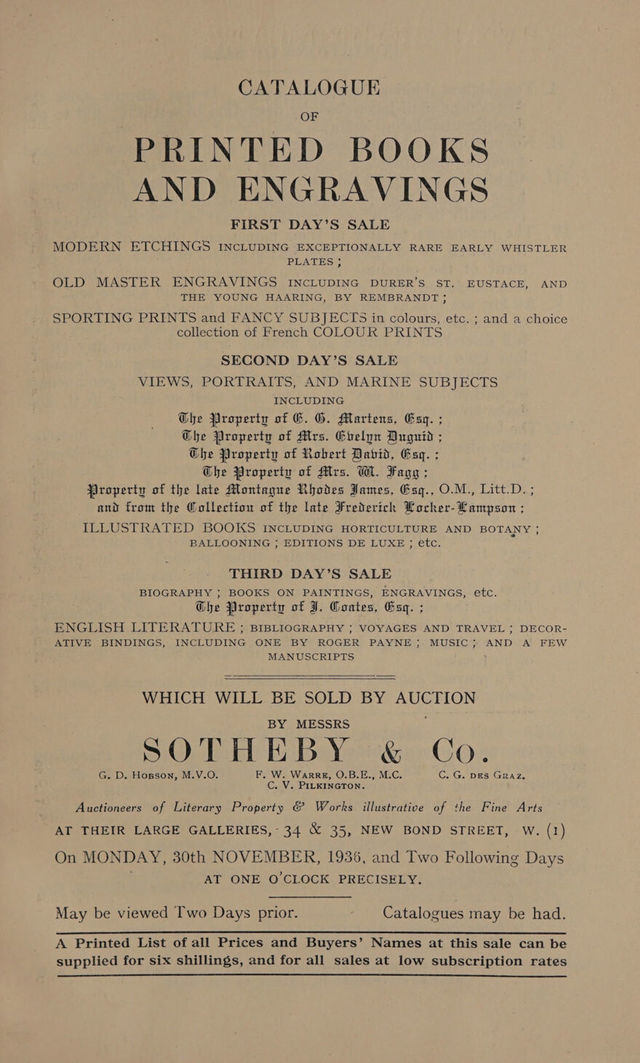 CATALOGUE
OF
PRINTED BOOKS
AND ENGRAVINGS
FIRST DAY'S SALE
MODERN ETCHINGS INCLUDING EXCEPTIONALLY RARE EARLY WHISTLER
PLATES ;
OLD MASTER ENGRAVINGS INCLUDING DURER'S ST. EUSTACE, AND
THE YOUNG HAARING, BY REMBRANDT ;
SPORTING PRINTS and FANCY SUBJECTS in colours, etc. ; and a choice
collection of French COLOUR PRINTS
SECOND DAY'S SALE
VIEWS, PORTRAITS, AND MARINE SUBJECTS
INCLUDING
The Property of E. G. Martens, Esq. ;
The Property of Mrs. Evelyn Duguid ;
The Property of Robert David, Esq. ;
The Property of Mrs. W. Fagg ;
Property of the late Montague Rhodes James, Esq., O.M., Litt.D. ;
and from the Collection of the late Frederick Locker-Lampson ;
ILLUSTRATED BOOKS INCLUDING HORTICULTURE AND BOTANY ;
BALLOONING ; EDITIONS DE LUXE ; etc.
THIRD DAY'S SALE
BIOGRAPHY ; BOOKS ON PAINTINGS, ENGRAVINGS, etc.
The Property of J. Coates, Esq. ;
ENGLISH LITERATURE ; BIBLIOGRAPHY ; VOYAGES AND TRAVEL ; DECOR-
ATIVE BINDINGS, INCLUDING ONE BY ROGER PAYNE ; MUSIC ; AND A FEW
MANUSCRIPTS
WHICH WILL BE SOLD BY AUCTION
BY MESSRS
SOTHEBY & Co.
G. D. Hobson, M.V.O. F. W. Warre, O.B.E., M.C. C. G. des Graz.
C. V. Pilkington.
Auctioneers of Literary Property & Works illustrative of the Fine Arts
AT THEIR LARGE GALLERIES, 34 & 35, NEW BOND STREET, W. (1)
On MONDAY, 30th NOVEMBER, 1936, and Two Following Days
AT ONE O'CLOCK PRECISELY.
May be viewed Two Days prior. Catalogues may be had.
A Printed List of all Prices and Buyers' Names at this sale can be
supplied for six shillings, and for all sales at low subscription rates